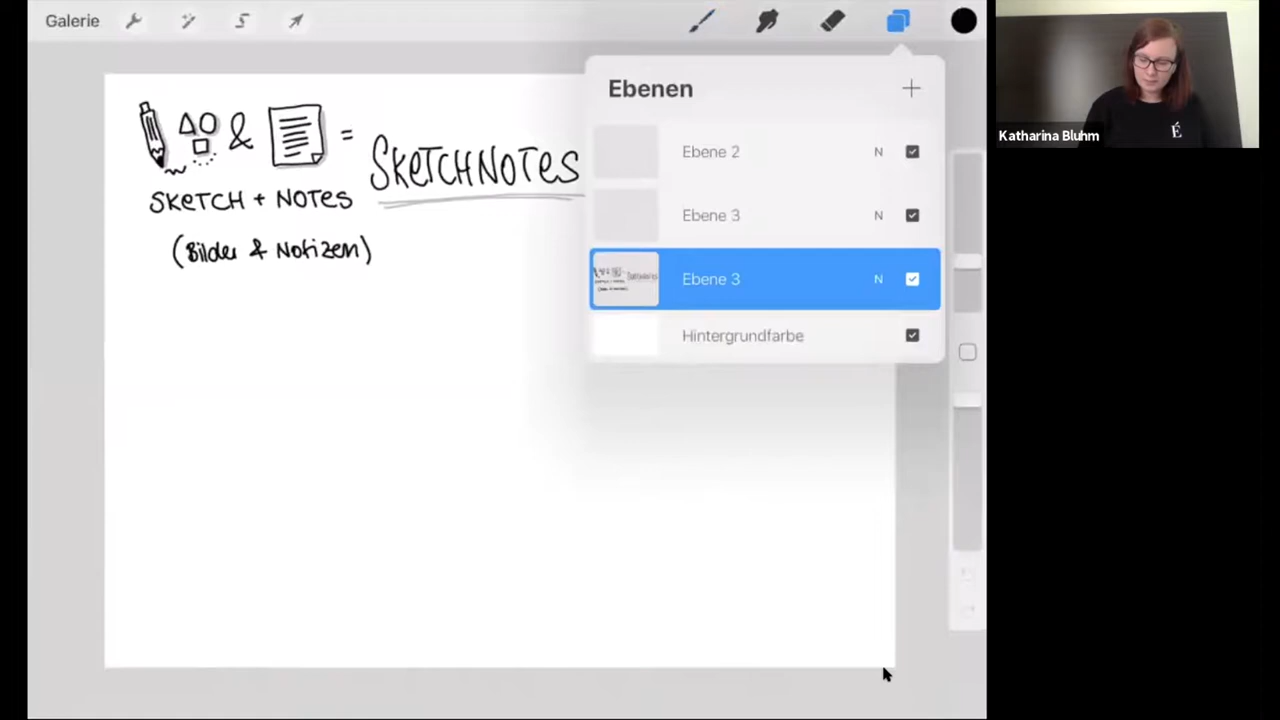 Galerie
Ebenen
Ebene 2 N
Ebene 3 N
Ebene 3 N
Hintergrundfarbe
& = SKETCHNOTES
SKETCH + NOTES
(Bilder & Notizen)
Katharina Bluhm
É